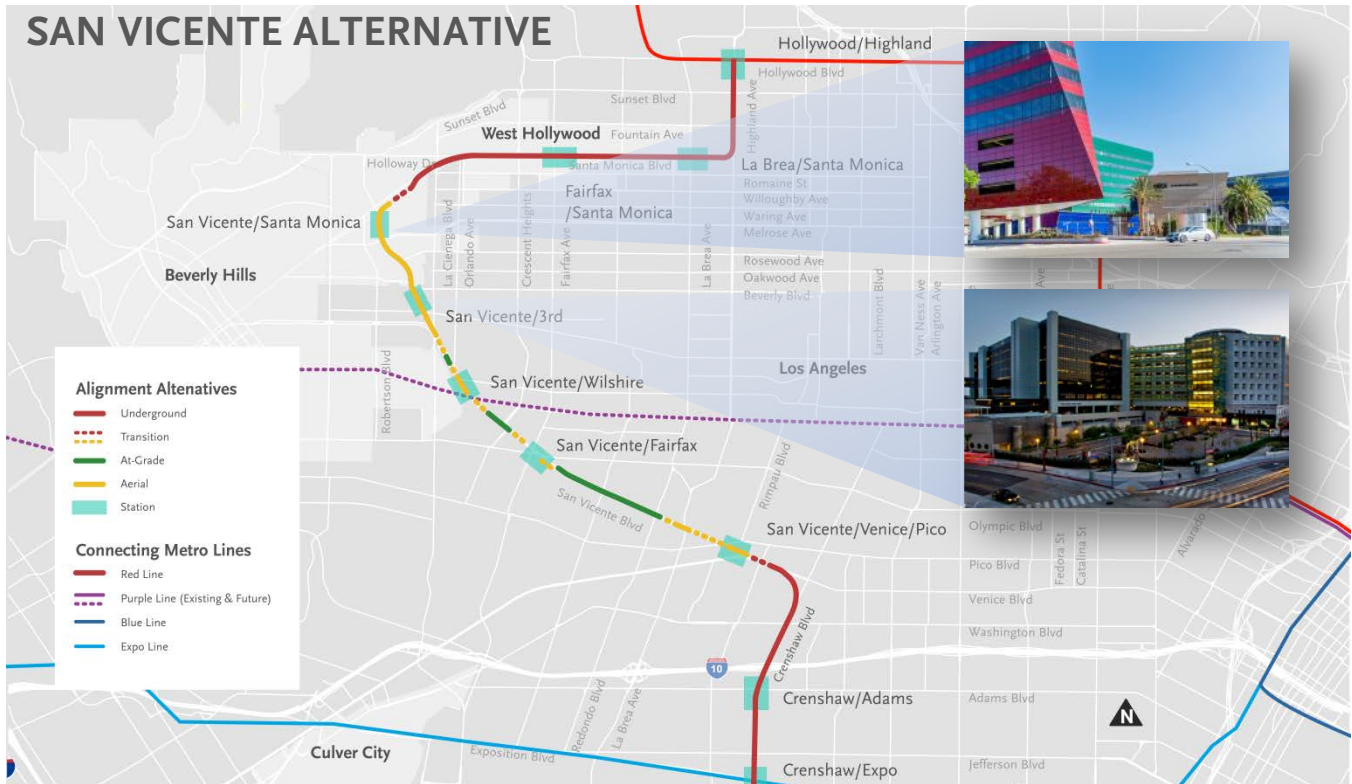 SAN VICENTE ALTERNATIVE
Hollywood/Highland
Hollywood Blvd
Sunset Blvd
Sunset Blvd
Highland Ave
West Hollywood
Fountain Ave
Holloway Dr
Santa Monica Blvd
La Brea/Santa Monica
Fairfax
/Santa Monica
Romaine St
Willoughby Ave
Waring Ave
Melrose Ave
San Vicente/Santa Monica
La Cienega Blvd
Orlando Ave
Crescent Heights
Fairfax Ave
La Brea Ave
Rosewood Ave
Oakwood Ave
Beverly Blvd
Beverly Hills
Larchmont Blvd
Van Ness Ave
Arlington Ave
Ave
San Vicente/3rd
Los Angeles
Robertson Blvd
San Vicente/Wilshire
San Vicente/Fairfax
San Vicente Blvd
Rimpau Blvd
San Vicente/Venice/Pico
Olympic Blvd
Pico Blvd
Fedora St
Catalina St
Alvarado
Venice Blvd
Washington Blvd
Crenshaw Blvd
10
Crenshaw/Adams
Adams Blvd
Redondo Blvd
La Brea Ave
N
Culver City
Exposition Blvd
Crenshaw/Expo
Jefferson Blvd
Alignment Altenatives
Underground
Transition
At-Grade
Aerial
Station
Connecting Metro Lines
Red Line
Purple Line (Existing & Future)
Blue Line
Expo Line